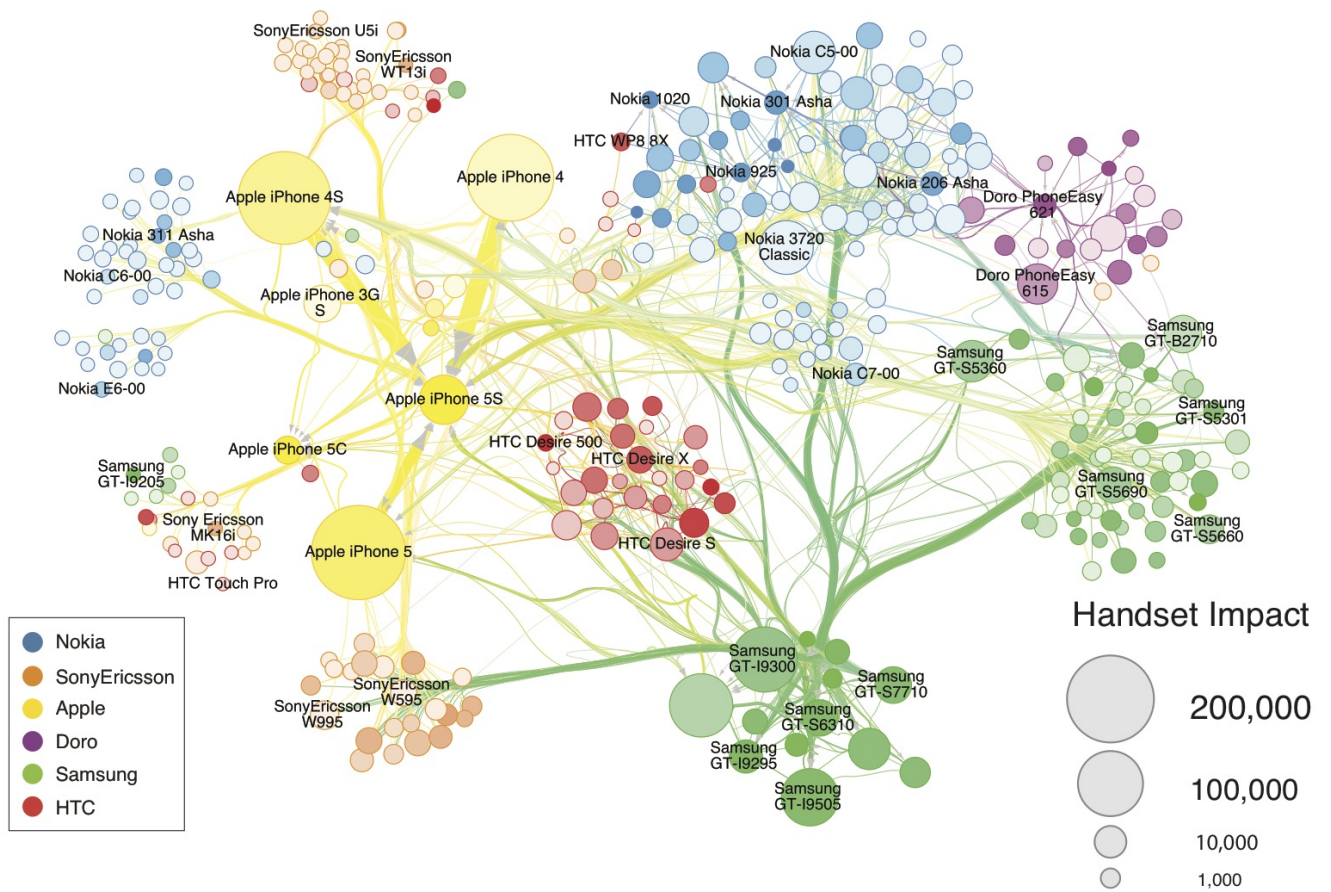 SonyEricsson U5i
SonyEricsson
WT13i
Nokia C5-00
Nokia 1020
Nokia 301 Asha
HTC WP8 8X
Nokia 925
Nokia 206 Asha
Apple iPhone 4S
Apple iPhone 4
Doro PhoneEasy
621
Nokia 311 Asha
Nokia C6-00
Nokia 3720
Classic
Doro PhoneEasy
615
Apple iPhone 3G
S
Samsung
GT-B2710
Samsung
GT-S5360
Nokia E6-00
Nokia C7-00
Apple iPhone 5S
Samsung
GT-S5301
Apple iPhone 5C
HTC Desire 500
HTC Desire X
Samsung
GT-I9205
Samsung
GT-S5690
Sony Ericsson
MK16i
Samsung
GT-S5660
HTC Desire S
Apple iPhone 5
HTC Touch Pro
Nokia
SonyEricsson
Apple
Doro
Samsung
HTC
Samsung
GT-I9300
SonyEricsson
W595
SonyEricsson
W995
Samsung
GT-S7710
Samsung
GT-S6310
Samsung
GT-I9295
Samsung
GT-I9505
Handset Impact
200,000
100,000
10,000
1,000